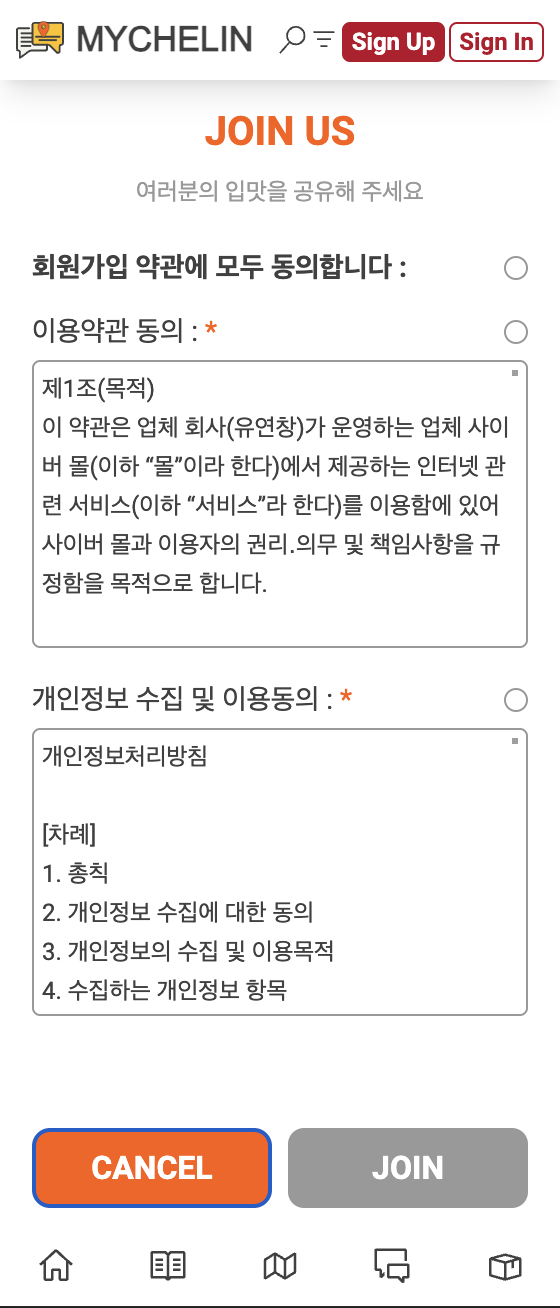 MYCHELIN
Sign Up
Sign In
JOIN US
여러분의 입맛을 공유해 주세요
회원가입 약관에 모두 동의합니다 :
이용약관 동의 : *
제1조(목적)
이 약관은 업체 회사(유연창)가 운영하는 업체 사이
버 몰(이하 “몰”이라 한다)에서 제공하는 인터넷 관
련 서비스(이하 “서비스”라 한다)를 이용함에 있어
사이버 몰과 이용자의 권리.의무 및 책임사항을 규
정함을 목적으로 합니다.
개인정보 수집 및 이용동의 : *
개인정보처리방침
[차례]
1. 총칙
2. 개인정보 수집에 대한 동의
3. 개인정보의 수집 및 이용목적
4. 수집하는 개인정보 항목
CANCEL
JOIN